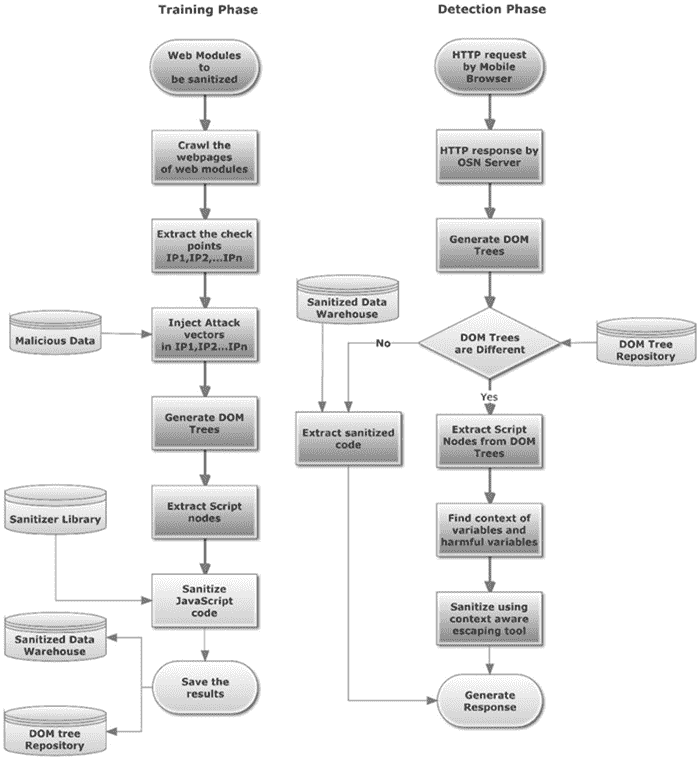 Training Phase
Web Modules
to
be sanitized
Crawl the
webpages
of web modules
Extract the check
points
IP1,IP2,...IPn
Malicious Data
Inject Attack
vectors
in IP1,IP2...IPn
Generate DOM
Trees
Extract Script
nodes
Sanitizer Library
Sanitize
JavaScript
code
Sanitized Data
Warehouse
Save the
results
DOM tree
Repository
Detection Phase
HTTP request
by Mobile
Browser
HTTP response by
OSN Server
Generate DOM
Trees
Sanitized Data
Warehouse
DOM Trees
are Different
DOM Tree
Repository
No
Yes
Extract sanitized
code
Extract Script
Nodes from DOM
Trees
Find context of
variables and
harmful variables
Sanitize using
context aware
escaping tool
Generate
Response